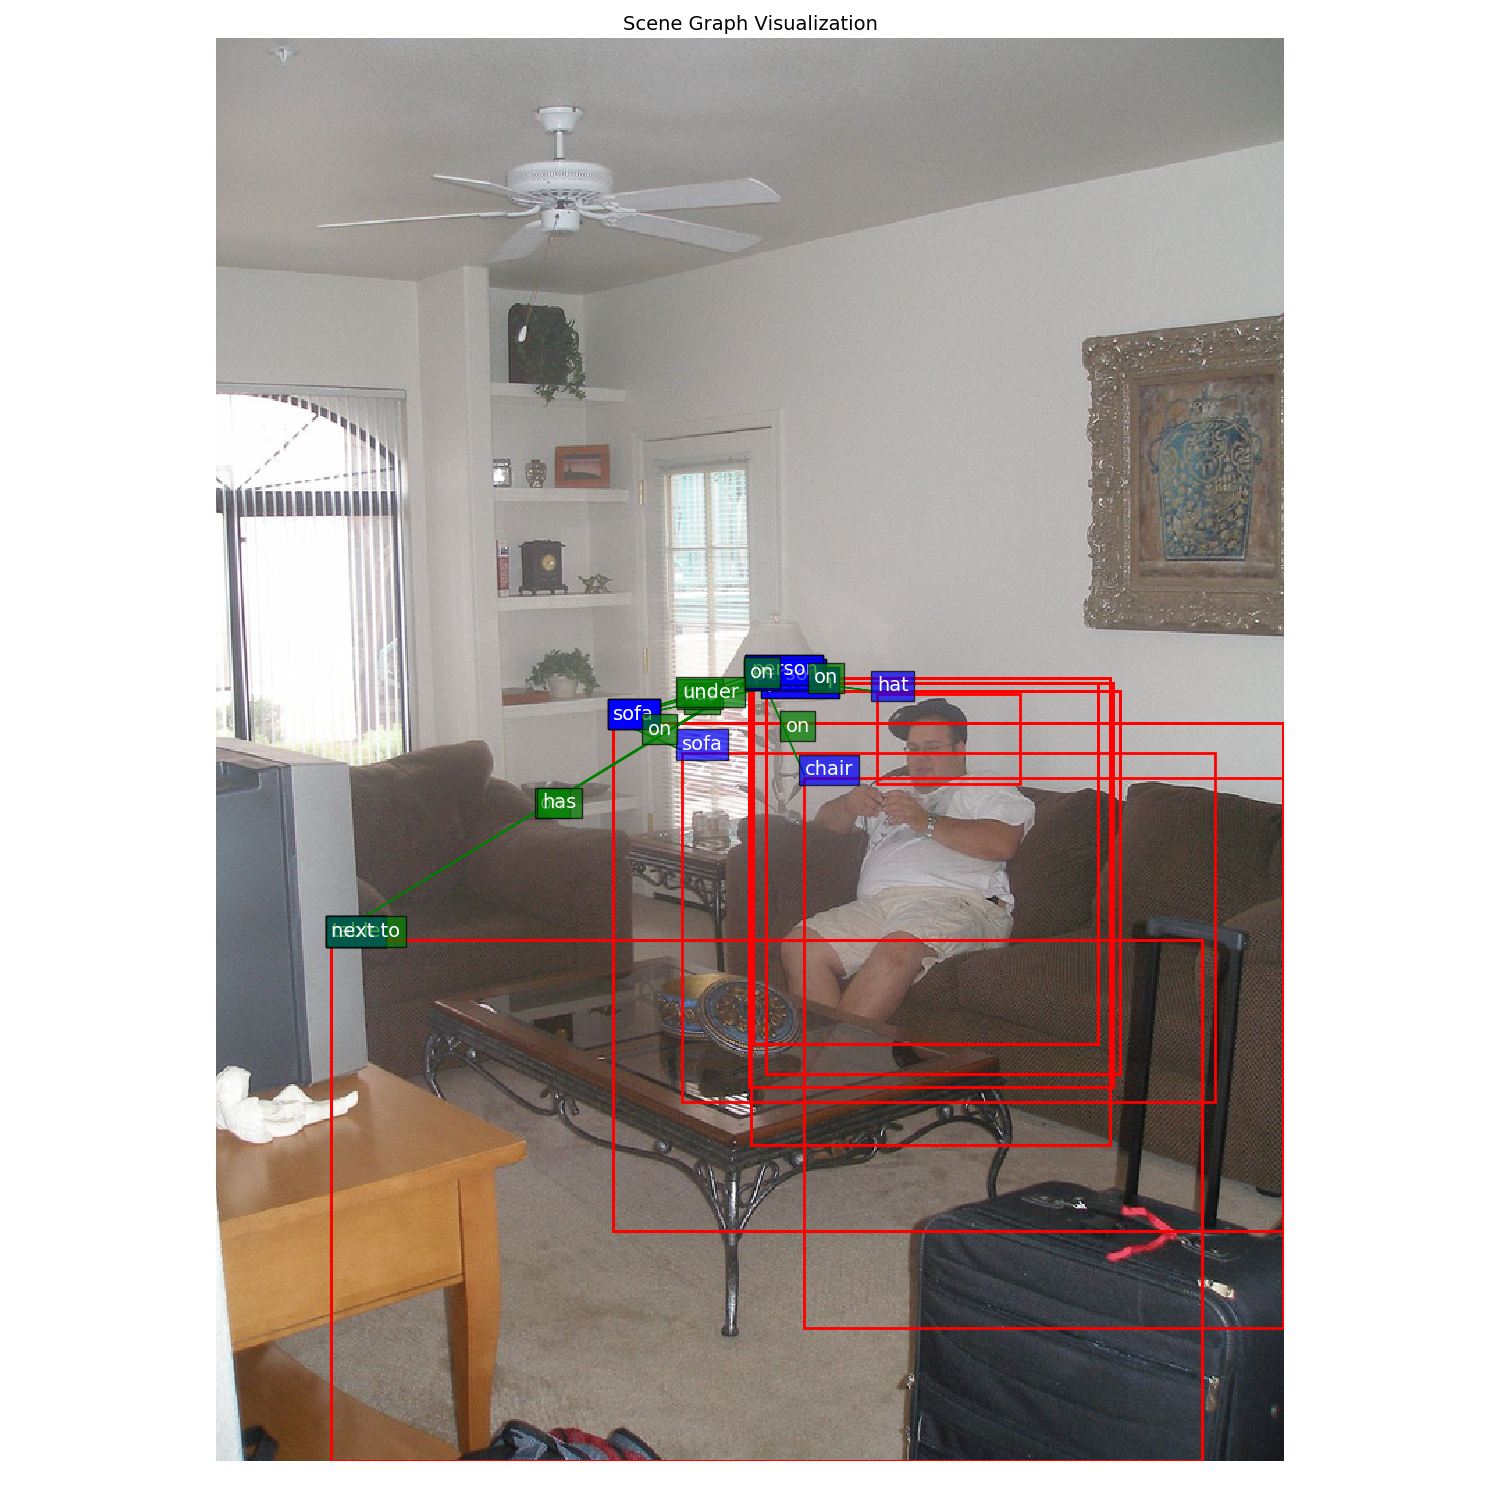 Scene Graph Visualization
person
on
on
hat
under
sofa
on
on
sofa
chair
has
next to